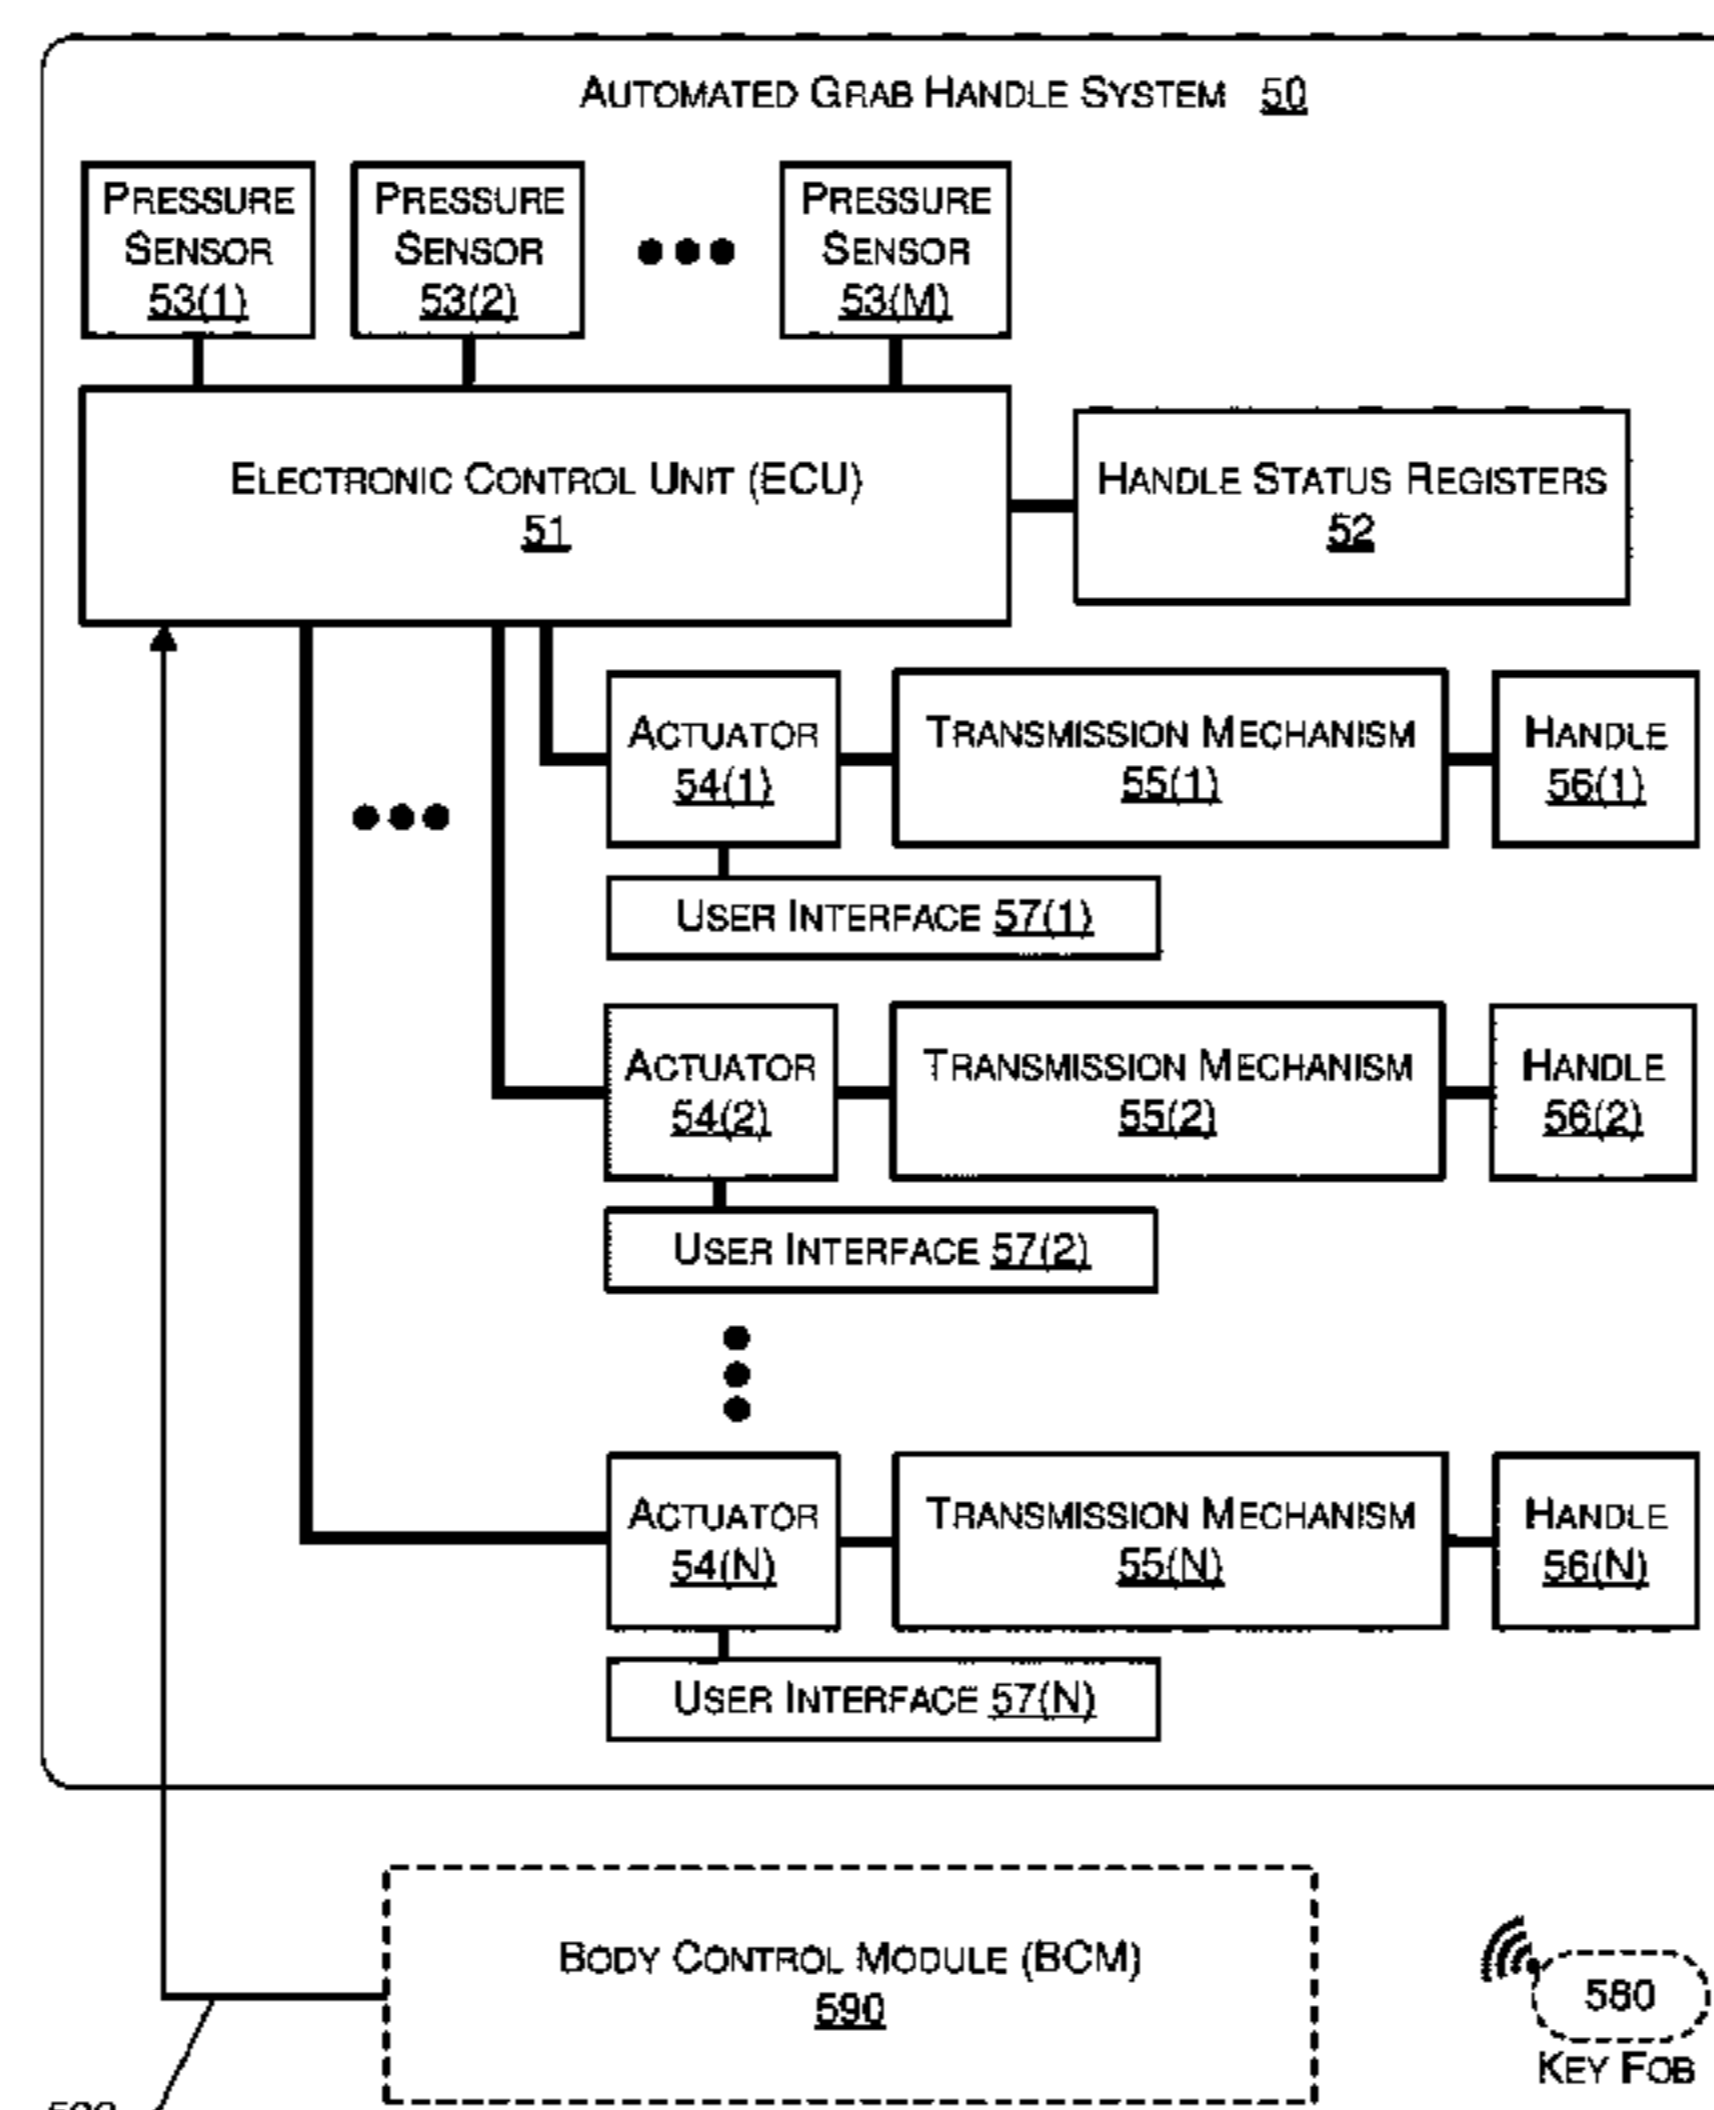 AUTOMATED GRAB HANDLE SYSTEM 50
PRESSURE
SENSOR
53(1)
PRESSURE
SENSOR
53(2)
PRESSURE
SENSOR
53(M)
ELECTRONIC CONTROL UNIT (ECU)
51
HANDLE STATUS REGISTERS
52
ACTUATOR
54(1)
TRANSMISSION MECHANISM
55(1)
HANDLE
56(1)
USER INTERFACE 57(1)
ACTUATOR
54(2)
TRANSMISSION MECHANISM
55(2)
HANDLE
56(2)
USER INTERFACE 57(2)
ACTUATOR
54(N)
TRANSMISSION MECHANISM
55(N)
HANDLE
56(N)
USER INTERFACE 57(N)
BODY CONTROL MODULE (BCM)
590
580
KEY FOB